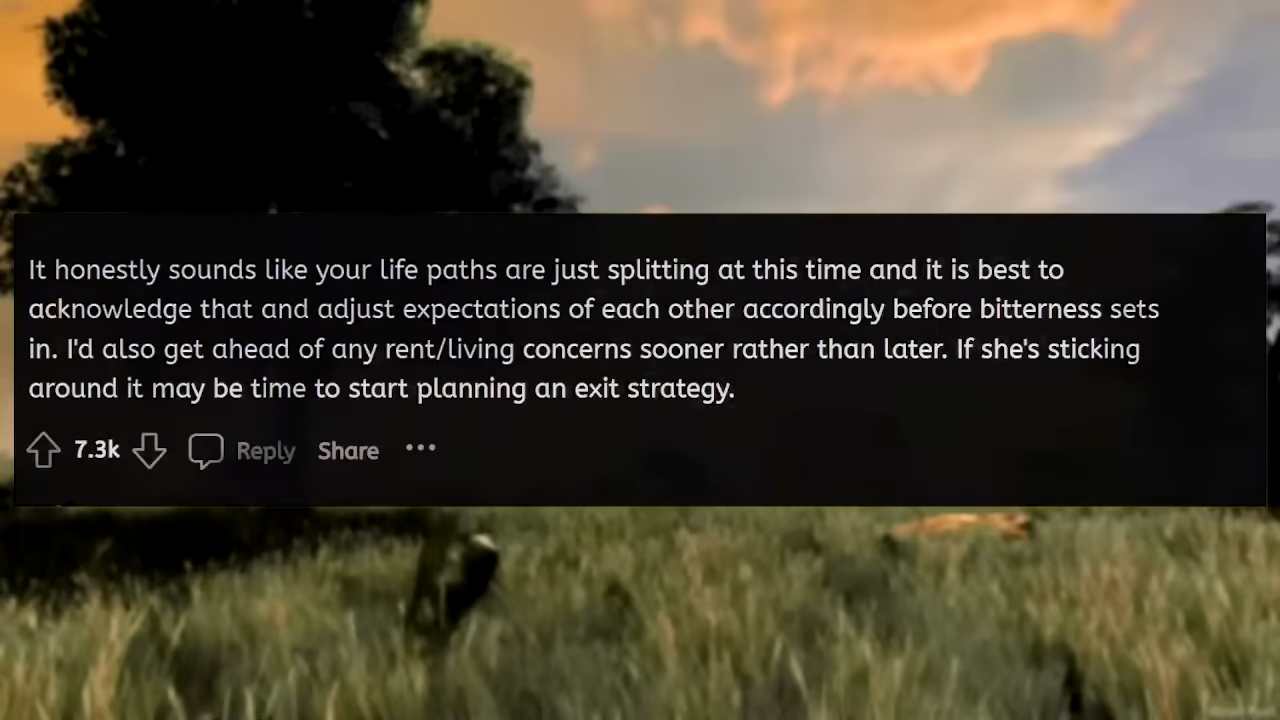 It honestly sounds like your life paths are just splitting at this time and it is best to
acknowledge that and adjust expectations of each other accordingly before bitterness sets
in. I'd also get ahead of any rent/living concerns sooner rather than later. If she's sticking
around it may be time to start planning an exit strategy.
7.3k Reply Share •••